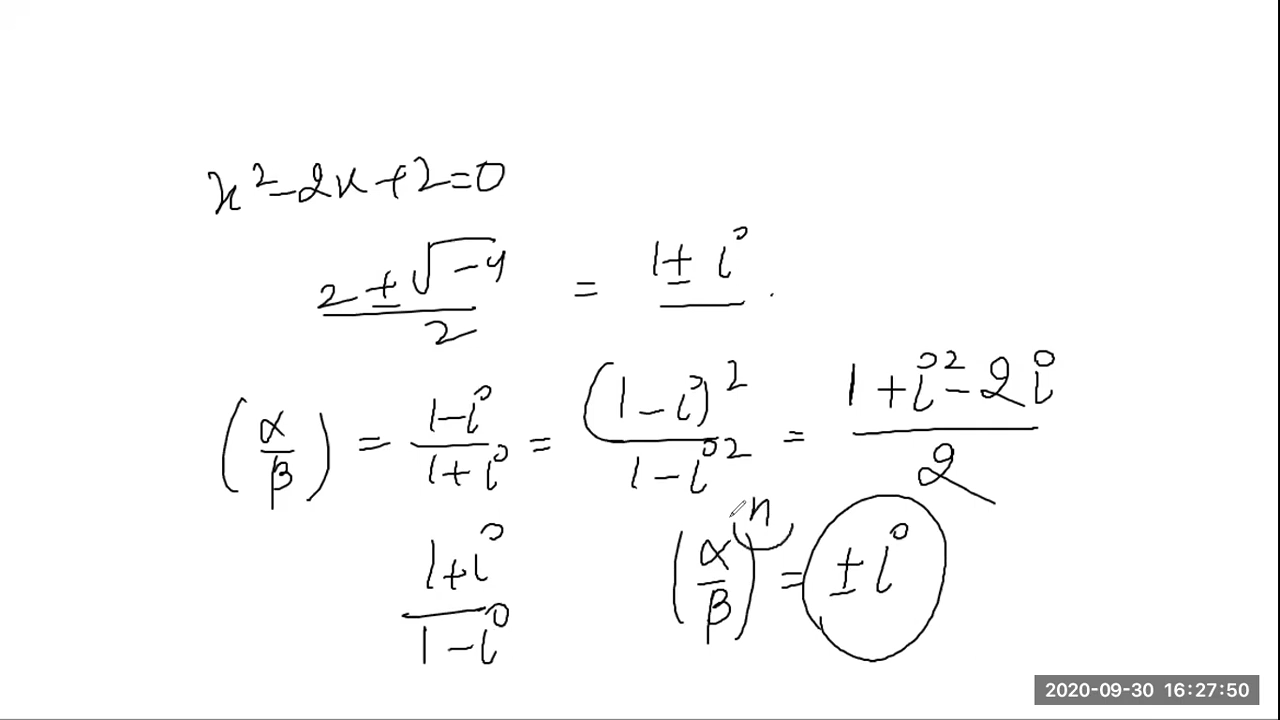 x² - 2x + 2 = 0
(2 ± √-4)/2 = 1 ± i
(α/β) = (1-i)/(1+i) = (1-i)²/(1-i²) = (1+i²-2i)/2
(1+i)/(1-i)
(α/β)ⁿ = ±i
2020-09-30 16:27:50